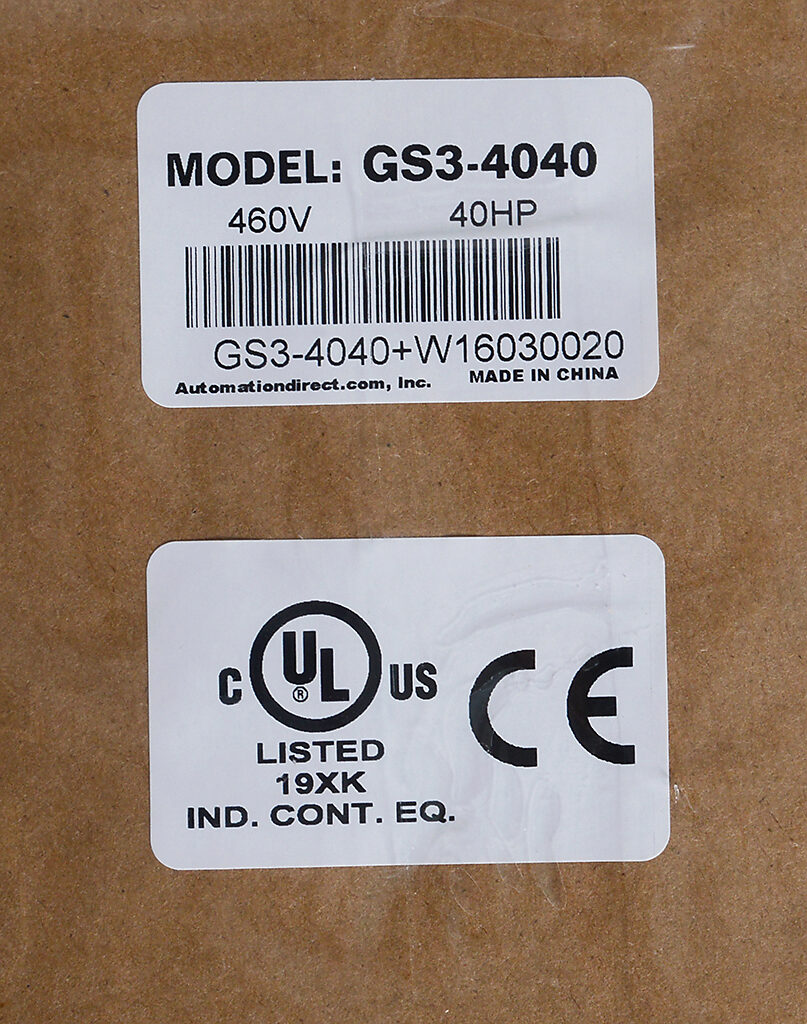 MODEL: GS3-4040
460V 40HP
GS3-4040+W16030020
Automationdirect.com, Inc. MADE IN CHINA
C UL® US CE
LISTED
19XK
IND. CONT. EQ.